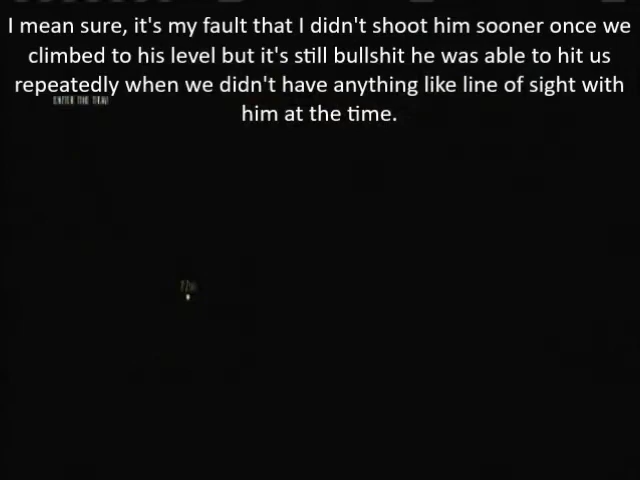 I mean sure, it's my fault that I didn't shoot him sooner once we
climbed to his level but it's still bullshit he was able to hit us
repeatedly when we didn't have anything like line of sight with
him at the time.